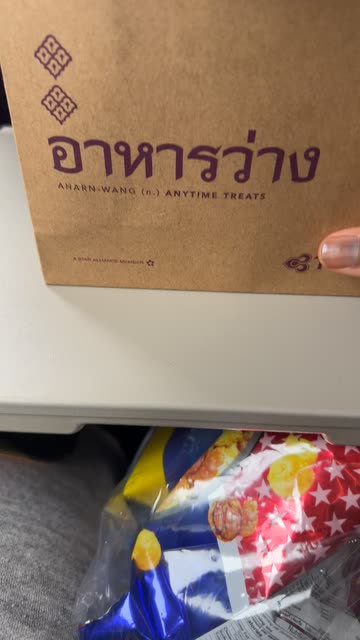 อาหารว่าง
AHARN-WANG (n.) ANYTIME TREATS
A STAR ALLIANCE MEMBER